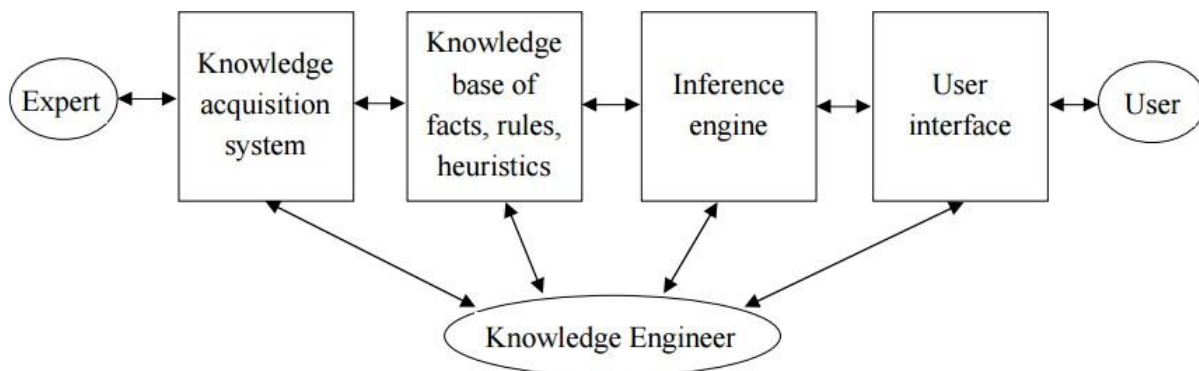 Expert
Knowledge
acquisition
system
Knowledge
base of
facts, rules,
heuristics
Inference
engine
User
interface
User
Knowledge Engineer